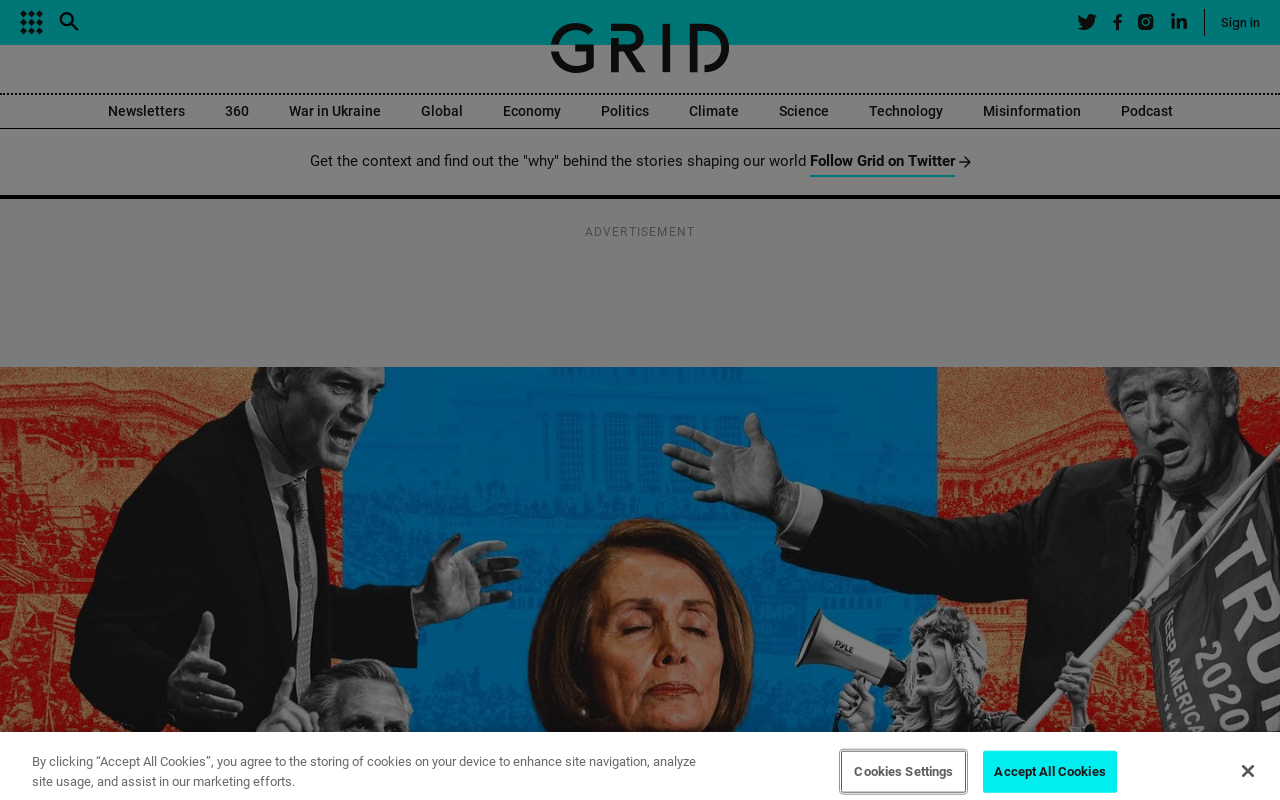 Sign in
GRID
Newsletters 360 War in Ukraine Global Economy Politics Climate Science Technology Misinformation Podcast
Get the context and find out the "why" behind the stories shaping our world Follow Grid on Twitter
ADVERTISEMENT
TRUMP
2020
PYLE
TRUM
KEEP AMERICA
-2020-
By clicking “Accept All Cookies”, you agree to the storing of cookies on your device to enhance site navigation, analyze
site usage, and assist in our marketing efforts.
Cookies Settings
Accept All Cookies